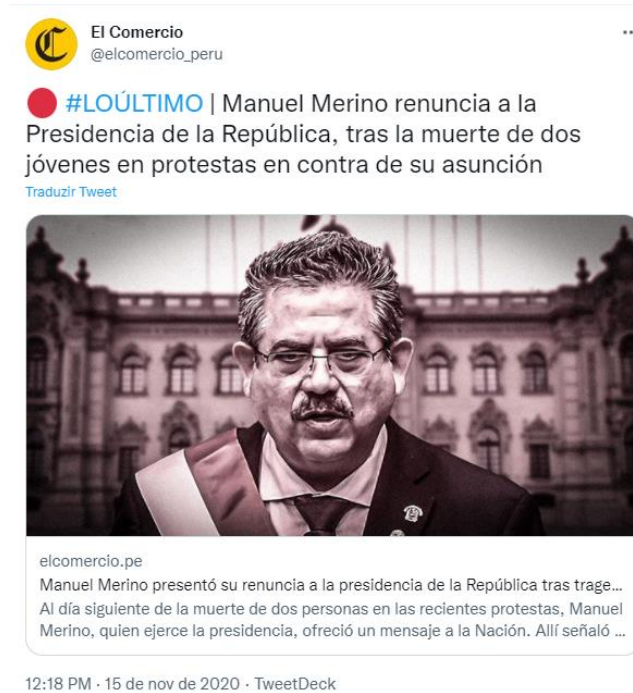 El Comercio
@elcomercio_peru
#LOÚLTIMO | Manuel Merino renuncia a la
Presidencia de la República, tras la muerte de dos
jóvenes en protestas en contra de su asunción
Traduzir Tweet
elcomercio.pe
Manuel Merino presentó su renuncia a la presidencia de la República tras trage...
Al día siguiente de la muerte de dos personas en las recientes protestas, Manuel
Merino, quien ejerce la presidencia, ofreció un mensaje a la Nación. Allí señaló ...
12:18 PM · 15 de nov de 2020 · TweetDeck